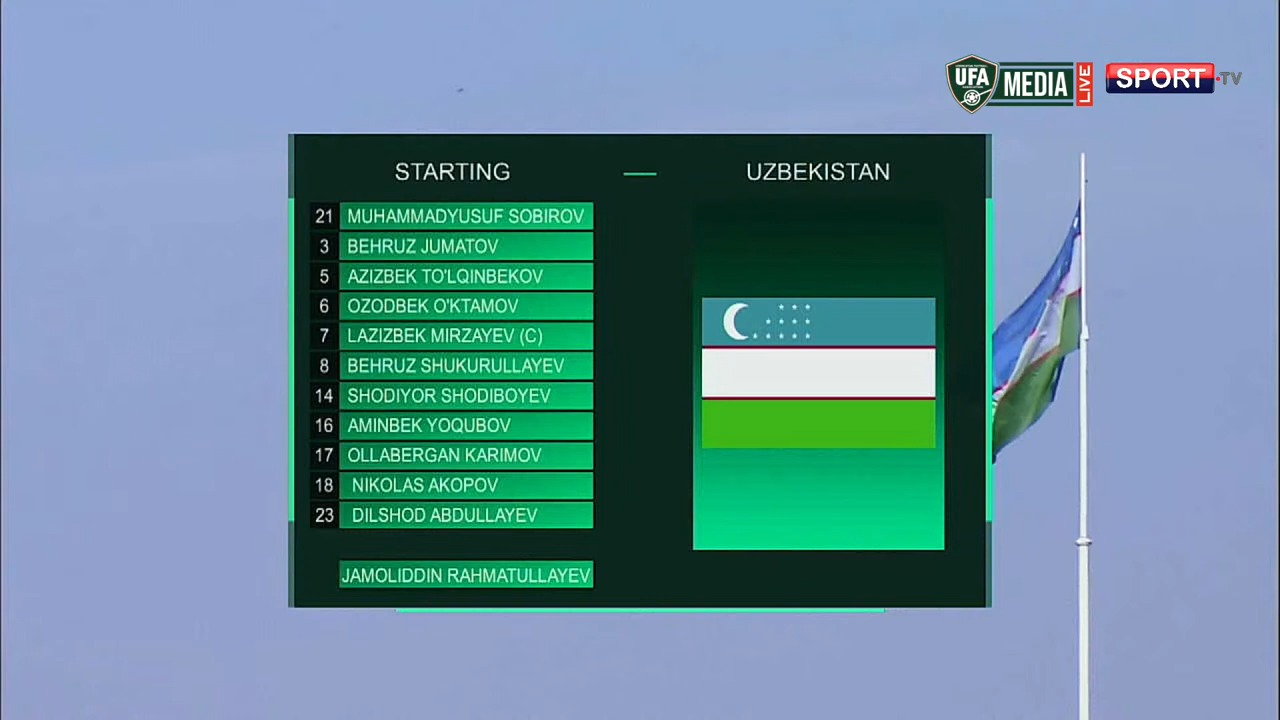 UFA
MEDIA
LIVE
SPORT
TV
STARTING — UZBEKISTAN
21 MUHAMMADYUSUF SOBIROV
3 BEHRUZ JUMATOV
5 AZIZBEK TO'LQINBEKOV
6 OZODBEK O'KTAMOV
7 LAZIZBEK MIRZAYEV (C)
8 BEHRUZ SHUKURULLAYEV
14 SHODIYOR SHODIBOYEV
16 AMINBEK YOQUBOV
17 OLLABERGAN KARIMOV
18 NIKOLAS AKOPOV
23 DILSHOD ABDULLAYEV
JAMOLIDDIN RAHMATULLAYEV